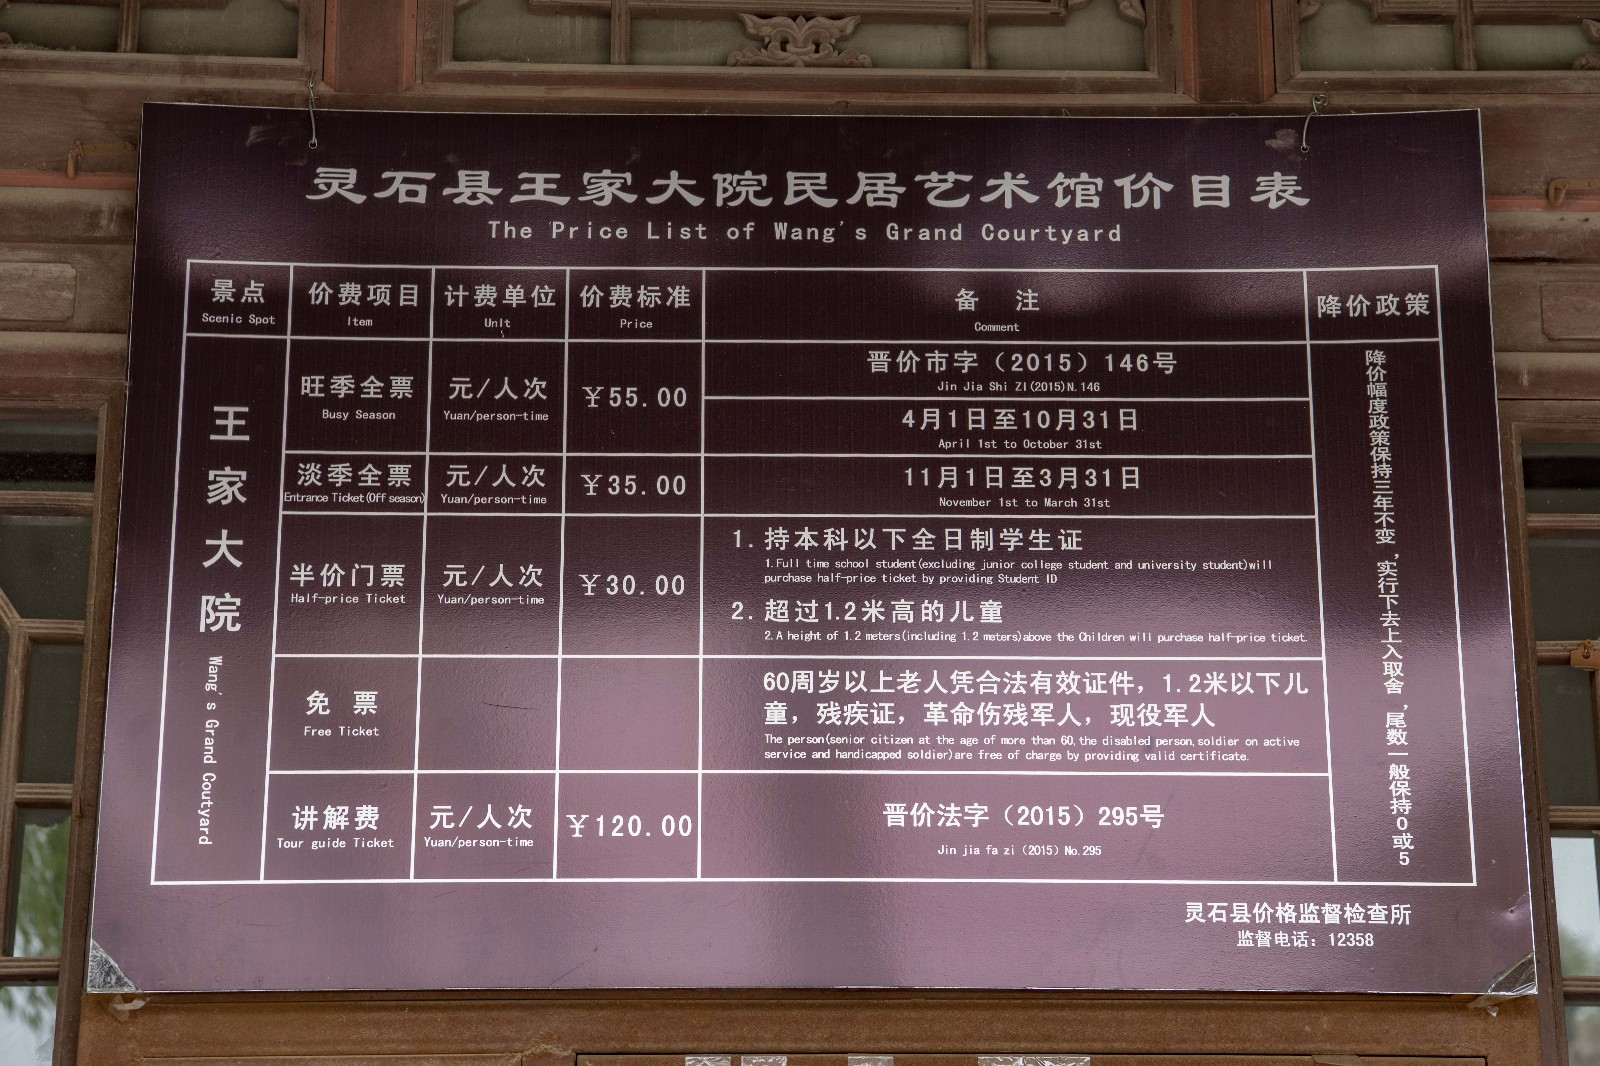 灵石县王家大院民居艺术馆价目表
The Price List of Wang's Grand Courtyard
景点 价费项目 计费单位 价费标准 备 注 降价政策
Scenic Spot Item Unit Price Comment
王家大院
Wang's Grand Coutyard
旺季全票 元/人次 ¥55.00 晋价市字（2015）146号
Busy Season Yuan/person-time Jin Jia Shi ZI(2015)N.146
4月1日至10月31日
April 1st to October 31st
淡季全票 元/人次 ¥35.00 11月1日至3月31日
Entrance Ticket(Off season) Yuan/person-time November 1st to March 31st
半价门票 元/人次 ¥30.00
Half-price Ticket Yuan/person-time
1.持本科以下全日制学生证
1.Full time school student(excluding junior college student and university student)will
purchase half-price ticket by providing Student ID
2.超过1.2米高的儿童
2.A height of 1.2 meters(including 1.2 meters)above the Children will purchase half-price ticket.
免 票
Free Ticket
60周岁以上老人凭合法有效证件，1.2米以下儿
童，残疾证，革命伤残军人，现役军人
The person(senior citizen at the age of more than 60,the disabled person,soldier on active
service and handicapped soldier)are free of charge by providing valid certificate.
讲解费 元/人次 ¥120.00 晋价法字（2015）295号
Tour guide Ticket Yuan/person-time Jin jia fa zi（2015）No.295
降价幅度政策保持三年不变，实行下去上入取舍，尾数一般保持0或5
灵石县价格监督检查所
监督电话：12358